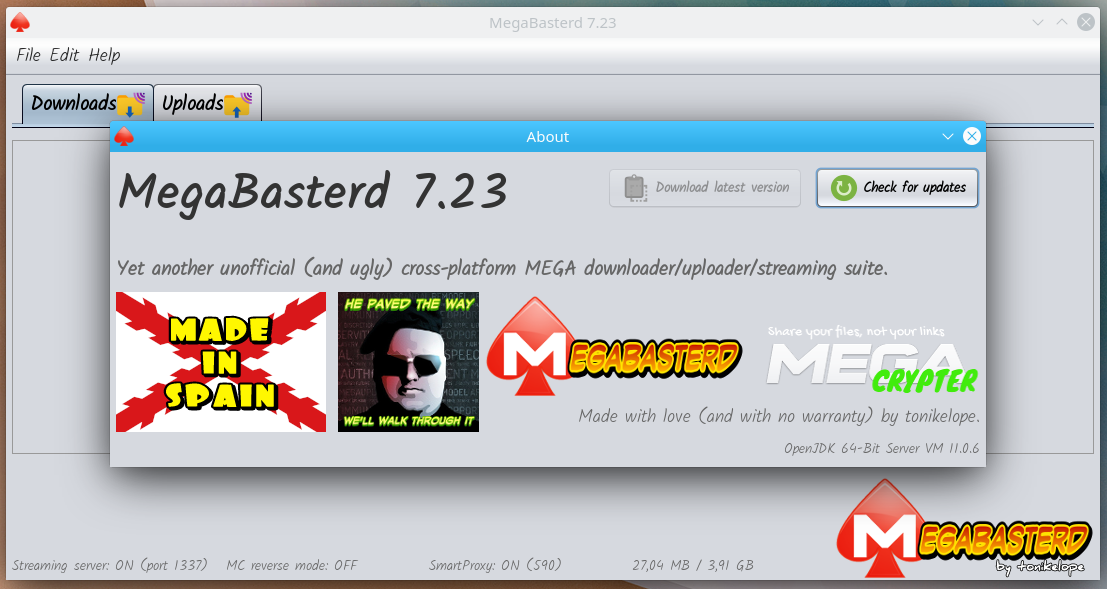 MegaBasterd 7.23
File Edit Help
Downloads Uploads
About
MegaBasterd 7.23
Download latest version
Check for updates
Yet another unofficial (and ugly) cross-platform MEGA downloader/uploader/streaming suite.
MADE
IN
SPAIN
HE PAVED THE WAY
WE'LL WALK THROUGH IT
MEGABASTERD
Share your files, not your links
MEGA
CRYPTER
Made with love (and with no warranty) by tonikelope.
OpenJDK 64-Bit Server VM 11.0.6
MEGABASTERD
by tonikelope
Streaming server: ON (port 1337) MC reverse mode: OFF SmartProxy: ON (590) 27,04 MB / 3,91 GB